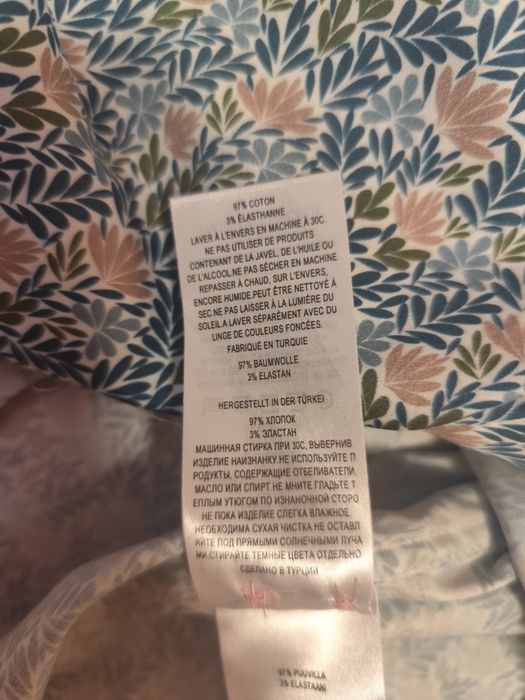 97% COTON
3% ÉLASTHANNE
LAVER À L'ENVERS EN MACHINE À 30C.
NE PAS UTILISER DE PRODUITS
CONTENANT DE LA JAVEL, DE L'HUILE OU
DE L'ALCOOL.NE PAS SÉCHER EN MACHINE.
REPASSER À CHAUD, SUR L'ENVERS,
ENCORE HUMIDE.PEUT ÊTRE NETTOYÉ À
SEC.NE PAS LAISSER À LA LUMIÈRE DU
SOLEIL.A LAVER SÉPARÉMENT AVEC DU
LINGE DE COULEURS FONCÉES.
FABRIQUÉ EN TURQUIE
97% BAUMWOLLE
3% ELASTAN
HERGESTELLT IN DER TÜRKEI
97% ХЛОПОК
3% ЭЛАСТАН
МАШИННАЯ СТИРКА ПРИ 30C, ВЫВЕРНИВ
ИЗДЕЛИЕ НАИЗНАНКУ.НЕ ИСПОЛЬЗУЙТЕ П
РОДУКТЫ, СОДЕРЖАЩИЕ ОТБЕЛИВАТЕЛИ,
МАСЛО ИЛИ СПИРТ.НЕ МНИТЕ.ГЛАДЬТЕ Т
ЕПЛЫМ УТЮГОМ ПО ИЗНАНОЧНОЙ СТОРО
НЕ ПОКА ИЗДЕЛИЕ СЛЕГКА ВЛАЖНОЕ
НЕОБХОДИМА СУХАЯ ЧИСТКА НЕ ОСТАВЛ
ЯЙТЕ ПОД ПРЯМЫМИ СОЛНЕЧНЫМИ ЛУЧА
МИ.СТИРАЙТЕ ТЕМНЫЕ ЦВЕТА ОТДЕЛЬНО
СДЕЛАНО В ТУРЦИИ
97% PUUVILLA
3% ELASTAANI